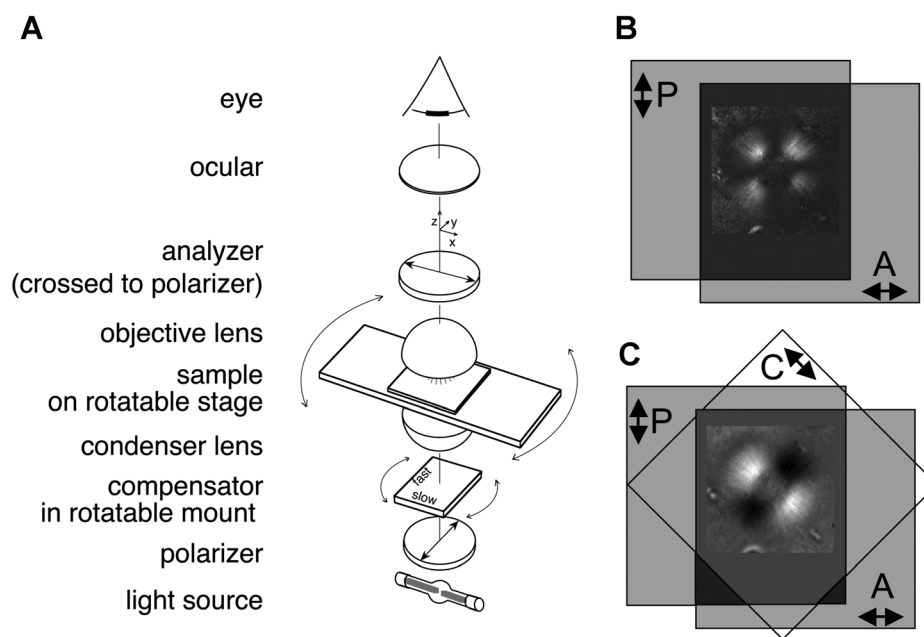 A
eye
ocular
z
y
x
analyzer
(crossed to polarizer)
objective lens
sample
on rotatable stage
condenser lens
fast
slow
compensator
in rotatable mount
polarizer
light source
B
P
A
C
C
P
A